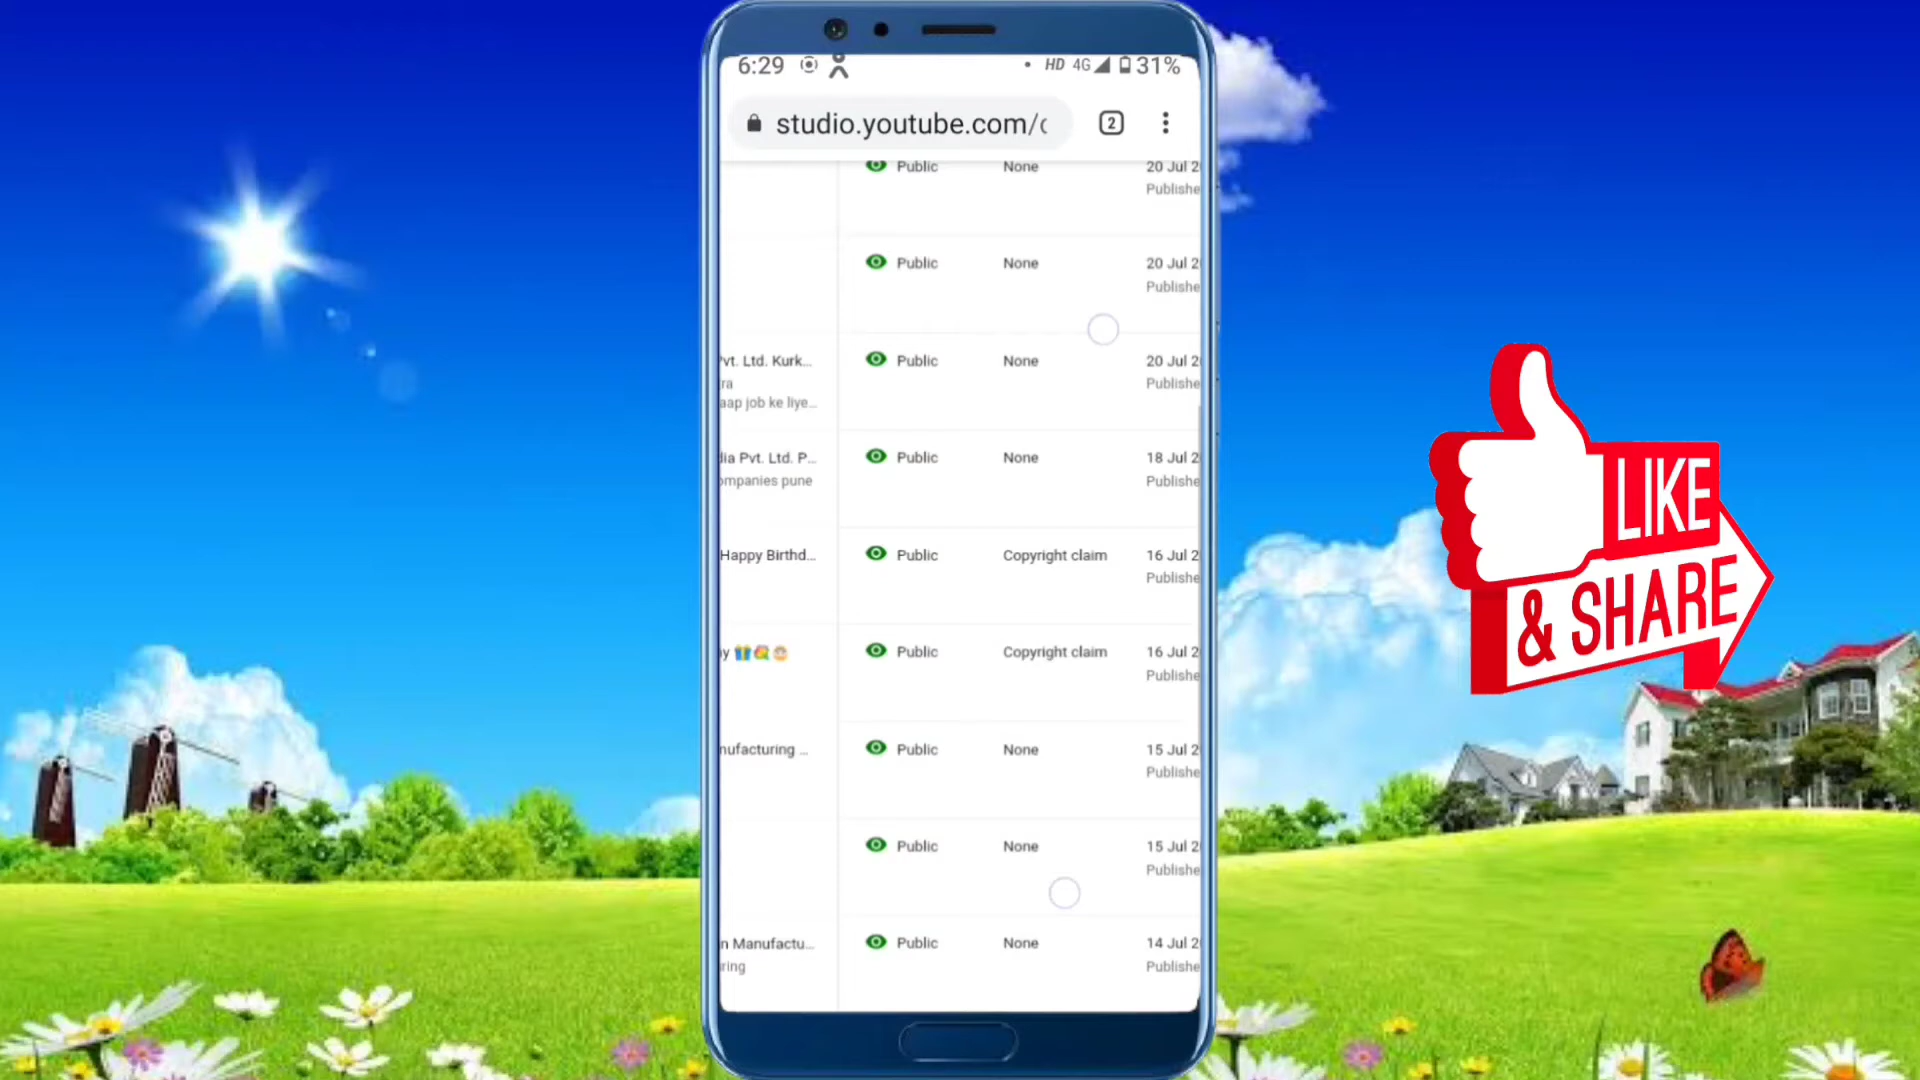 6:29 HD 4G 31%
studio.youtube.com/c
2
Public None 20 Jul 2
Publishe
Public None 20 Jul 2
Publishe
Pvt. Ltd. Kurk... Public None 20 Jul 2
ra Publishe
aap job ke liye...
dia Pvt. Ltd. P... Public None 18 Jul 2
ompanies pune Publishe
Happy Birthd... Public Copyright claim 16 Jul 2
Publishe
y 🎁💐🎂 Public Copyright claim 16 Jul 2
Publishe
nufacturing ... Public None 15 Jul 2
Publishe
Public None 15 Jul 2
Publishe
n Manufactu... Public None 14 Jul 2
ring Publishe
LIKE
& SHARE